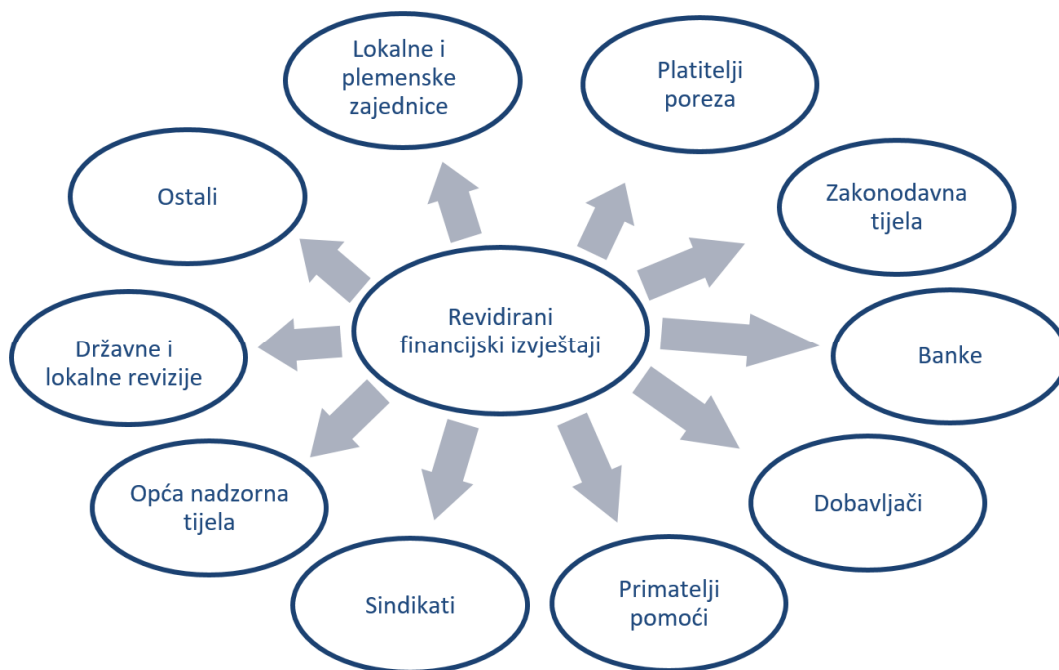 Lokalne i
plemenske
zajednice
Platitelji
poreza
Ostali
Zakonodavna
tijela
Revidirani
financijski izvještaji
Državne i
lokalne revizije
Banke
Opća nadzorna
tijela
Dobavljači
Sindikati
Primatelji
pomoći